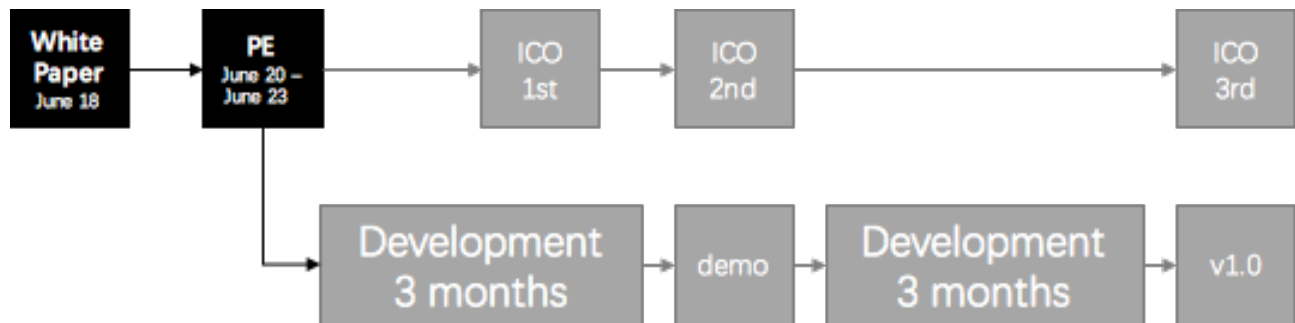 White
Paper
June 18
PE
June 20 –
June 23
ICO
1st
ICO
2nd
ICO
3rd
Development
3 months
demo
Development
3 months
v1.0